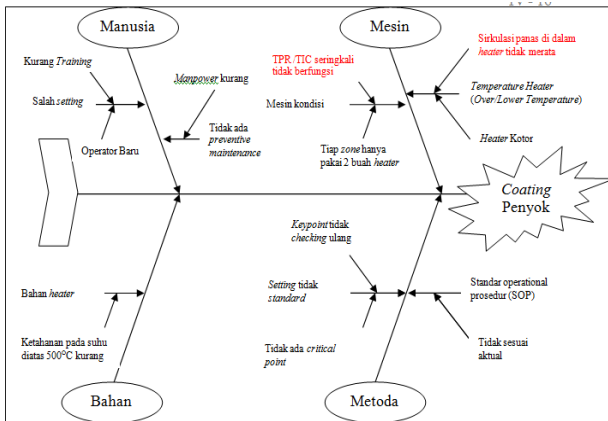 Manusia
Mesin
Kurang Training
Salah setting
Operator Baru
Manpower kurang
Tidak ada
preventive
maintenance
TPR /TIC seringkali
tidak berfungsi
Mesin kondisi
Tiap zone hanya
pakai 2 buah heater
Sirkulasi panas di dalam
heater tidak merata
Temperature Heater
(Over/Lower Temperature)
Heater Kotor
Coating
Penyok
Bahan heater
Ketahanan pada suhu
diatas 500°C kurang
Keypoint tidak
checking ulang
Setting tidak
standard
Tidak ada critical
point
Standar operational
prosedur (SOP)
Tidak sesuai
aktual
Bahan
Metoda